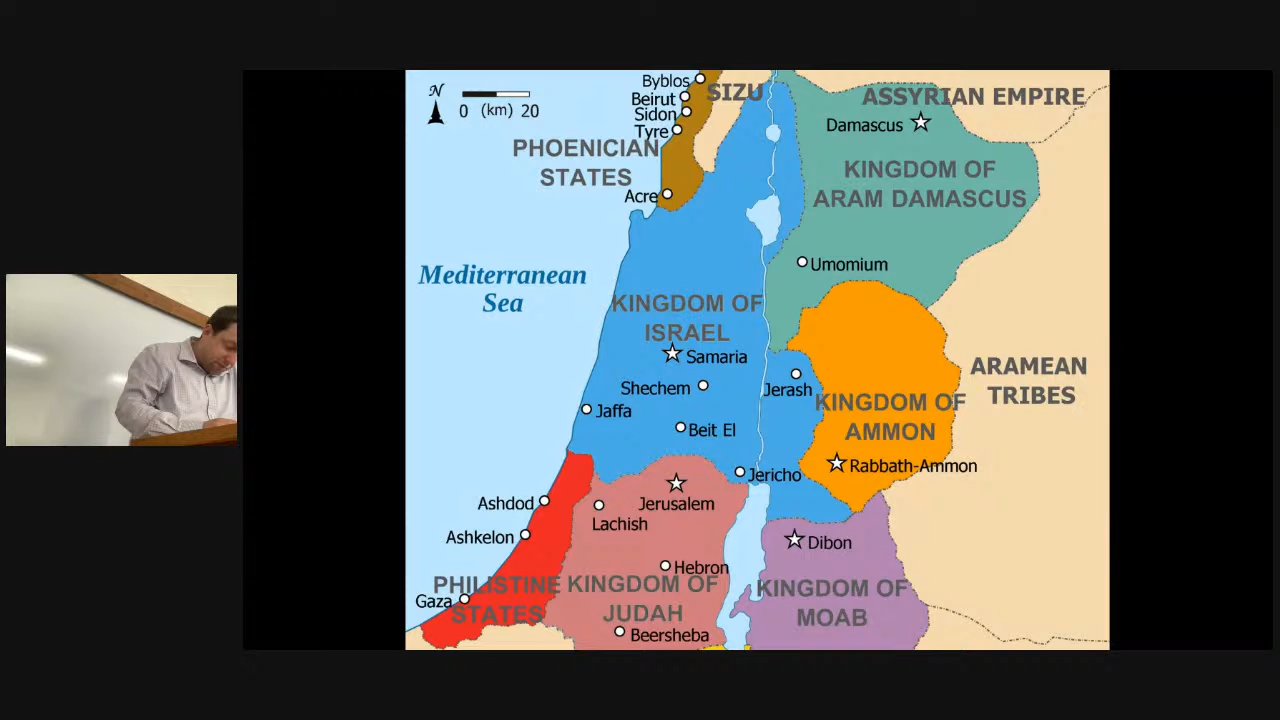 N
0 (km) 20
Byblos
Beirut
Sidon
Tyre
SIZU
ASSYRIAN EMPIRE
Damascus
PHOENICIAN
STATES
KINGDOM OF
ARAM DAMASCUS
Acre
Umomium
Mediterranean
Sea
KINGDOM OF
ISRAEL
Samaria
Shechem
Jerash
ARAMEAN
TRIBES
Jaffa
Beit El
KINGDOM OF
AMMON
Rabbath-Ammon
Jericho
Ashdod
Jerusalem
Lachish
Ashkelon
Dibon
Hebron
PHILISTINE
STATES
Gaza
KINGDOM OF
JUDAH
KINGDOM OF
MOAB
Beersheba